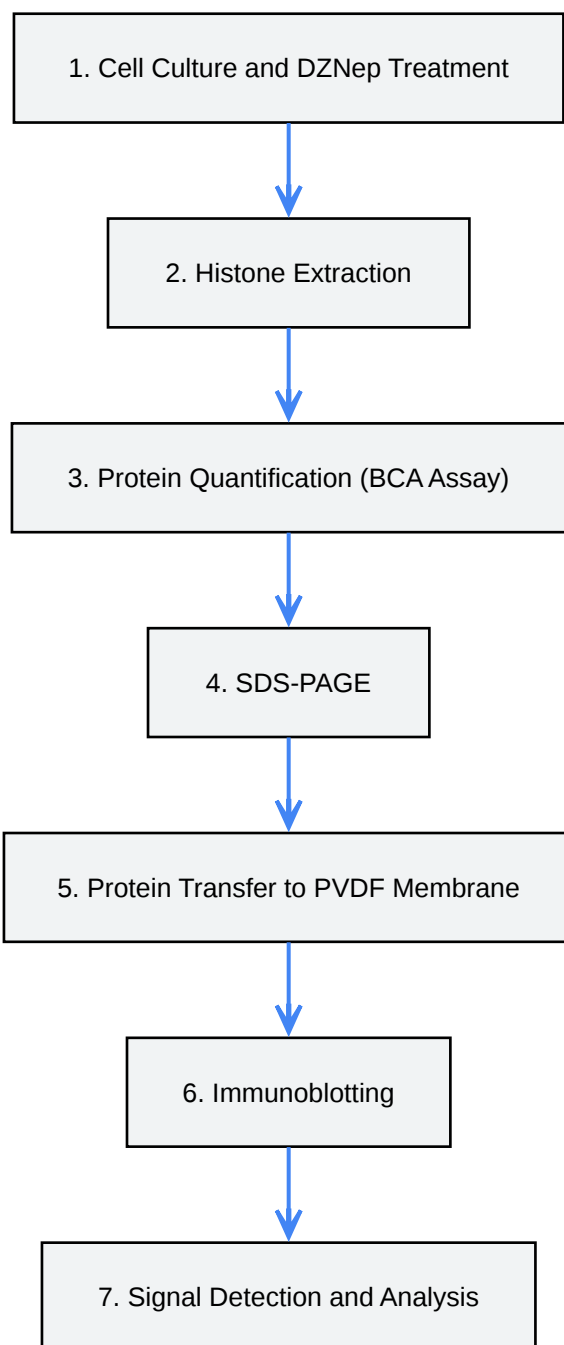 1. Cell Culture and DZNep Treatment
2. Histone Extraction
3. Protein Quantification (BCA Assay)
4. SDS-PAGE
5. Protein Transfer to PVDF Membrane
6. Immunoblotting
7. Signal Detection and Analysis